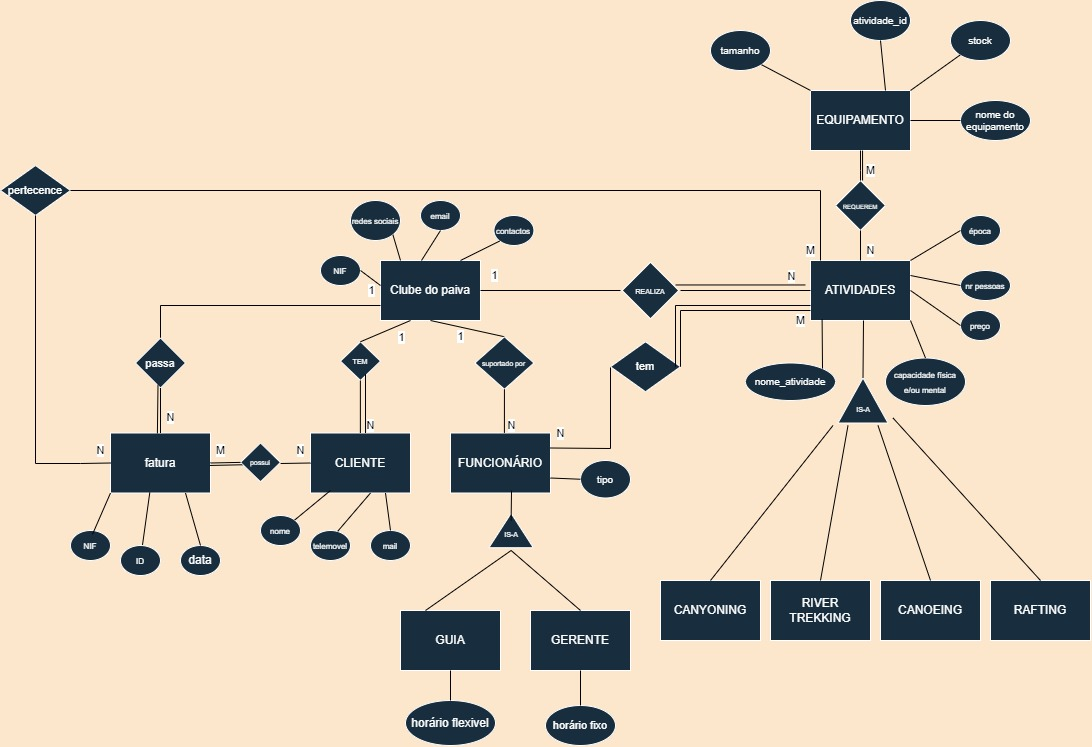 atividade_id
tamanho
stock
EQUIPAMENTO
nome do
equipamento
M
pertecence
REQUEREM
redes sociais
email
contactos
época
M
N
NIF
1
1
Clube do paiva
REALIZA
N
ATIVIDADES
nr pessoas
M
preço
1
1
passa
TEM
suportado por
tem
nome_atividade
capacidade física
e/ou mental
IS-A
N
N
N
N
N
M
N
fatura
possui
CLIENTE
FUNCIONÁRIO
tipo
nome
NIF
ID
data
telemovel
mail
IS-A
CANYONING
RIVER
TREKKING
CANOEING
RAFTING
GUIA
GERENTE
horário flexivel
horário fixo